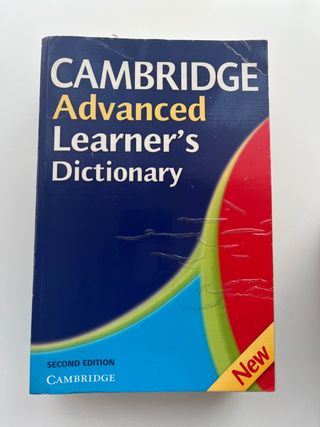 CAMBRIDGE
Advanced
Learner's
Dictionary
New
SECOND EDITION
CAMBRIDGE